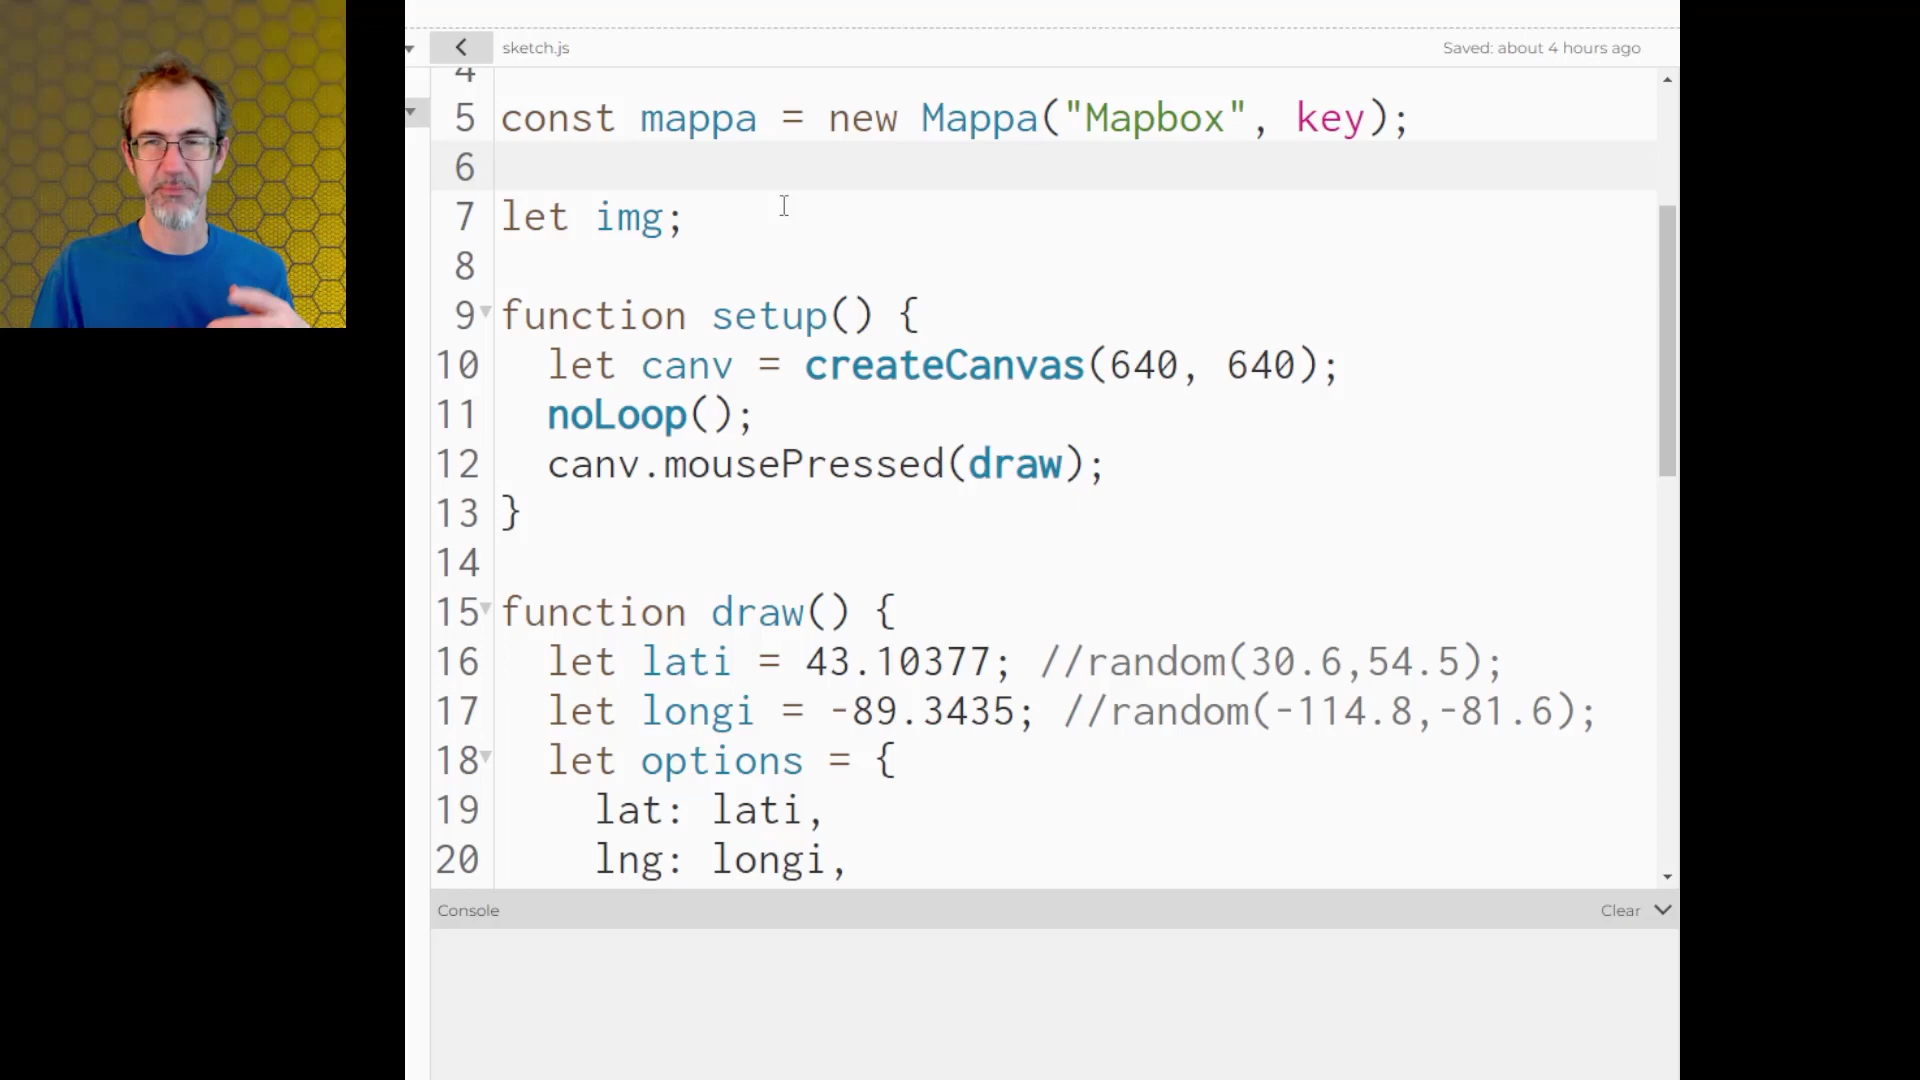 sketch.js
Saved: about 4 hours ago
4
5 const mappa = new Mappa("Mapbox", key);
6
7 let img;
8
9 function setup() {
10 let canv = createCanvas(640, 640);
11 noLoop();
12 canv.mousePressed(draw);
13 }
14
15 function draw() {
16 let lati = 43.10377; //random(30.6,54.5);
17 let longi = -89.3435; //random(-114.8,-81.6);
18 let options = {
19 lat: lati,
20 lng: longi,
Console
Clear